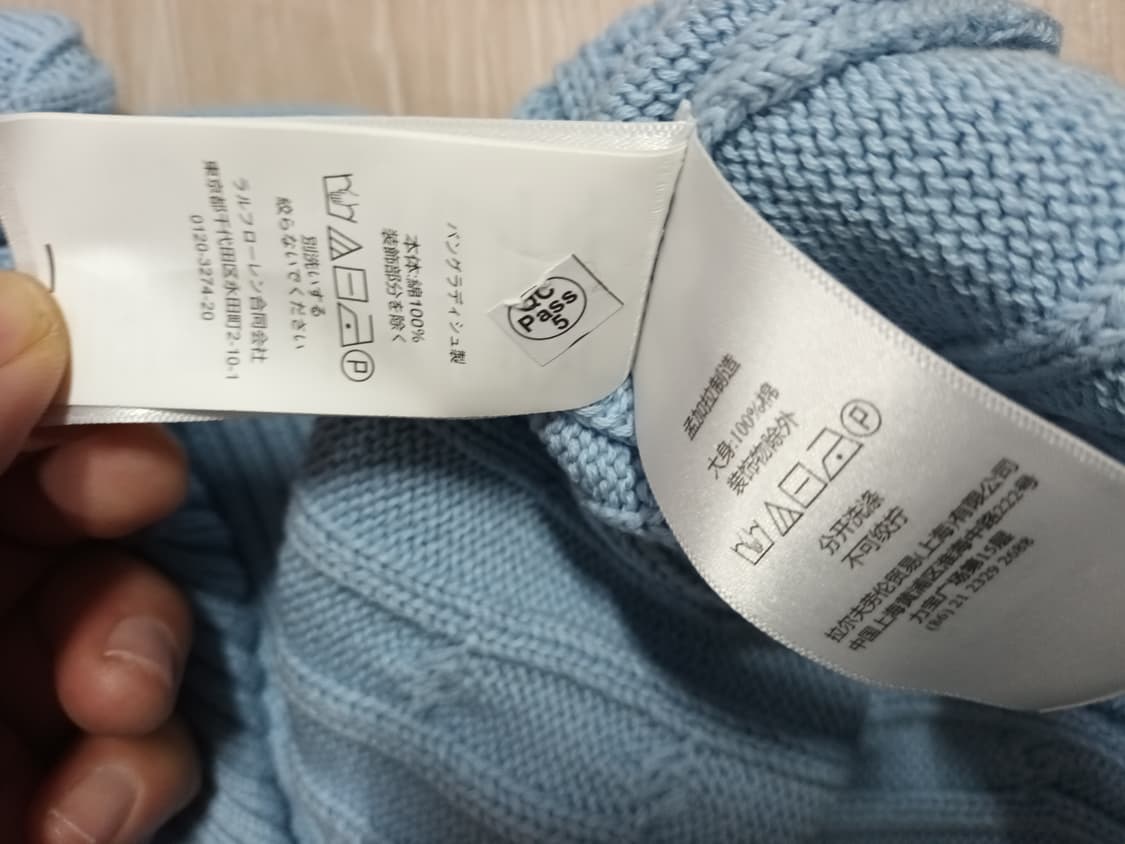 バングラディシュ製
本体:綿100%
装飾部分を除く
P
別洗いする
絞らないでください
ラルフローレン合同会社
東京都千代田区永田町2-10-1
0120-3274-20
QC
Pass
5
孟加拉制造
大身:100%棉
装饰物除外
P
分开洗涤
不可绞拧
拉尔夫劳伦贸易(上海)有限公司
中国上海黄浦区淮海中路222号
力宝广场第15层
(86) 21 2329 2688